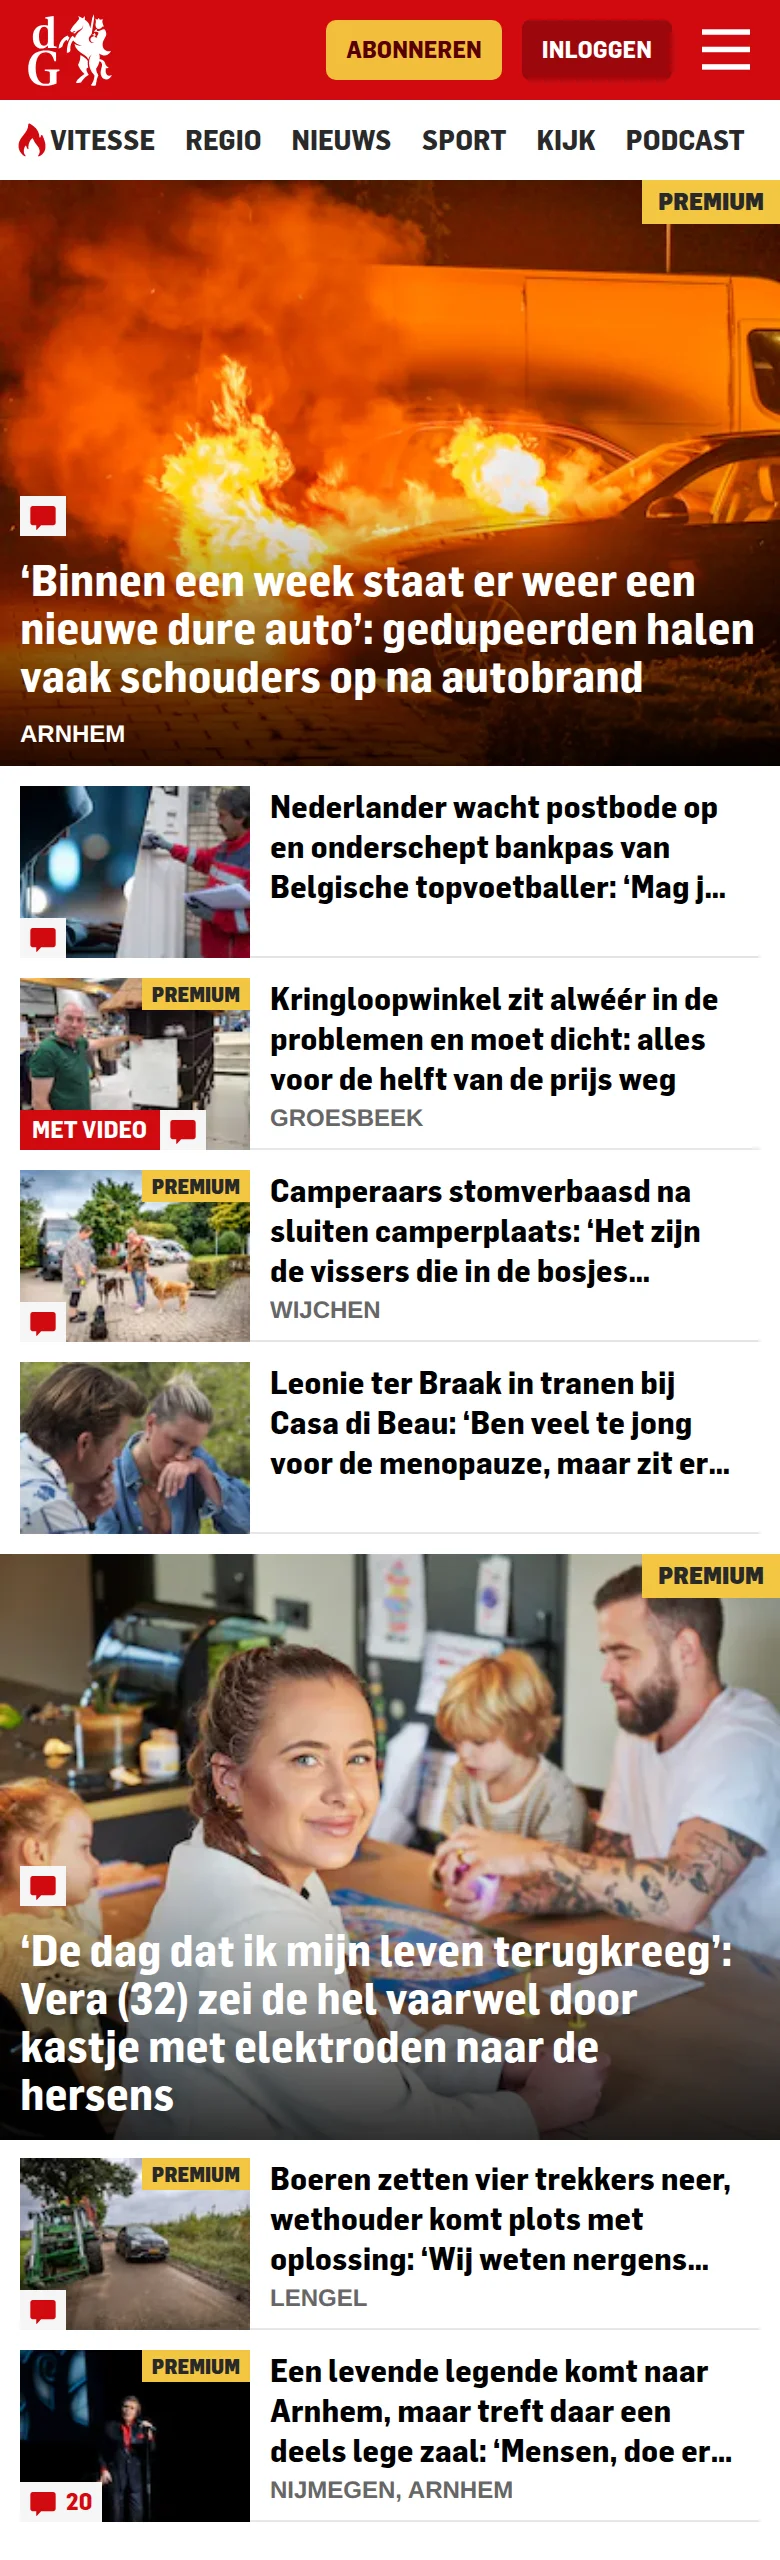 dG
ABONNEREN
INLOGGEN
VITESSE REGIO NIEUWS SPORT KIJK PODCAST
PREMIUM
‘Binnen een week staat er weer een
nieuwe dure auto’: gedupeerden halen
vaak schouders op na autobrand
ARNHEM
Nederlander wacht postbode op
en onderschept bankpas van
Belgische topvoetballer: ‘Mag j...
PREMIUM
MET VIDEO
Kringloopwinkel zit alwéér in de
problemen en moet dicht: alles
voor de helft van de prijs weg
GROESBEEK
PREMIUM
Camperaars stomverbaasd na
sluiten camperplaats: ‘Het zijn
de vissers die in de bosjes...
WIJCHEN
Leonie ter Braak in tranen bij
Casa di Beau: ‘Ben veel te jong
voor de menopauze, maar zit er...
PREMIUM
‘De dag dat ik mijn leven terugkreeg’:
Vera (32) zei de hel vaarwel door
kastje met elektroden naar de
hersens
PREMIUM
Boeren zetten vier trekkers neer,
wethouder komt plots met
oplossing: ‘Wij weten nergens...
LENGEL
PREMIUM
20
Een levende legende komt naar
Arnhem, maar treft daar een
deels lege zaal: ‘Mensen, doe er...
NIJMEGEN, ARNHEM